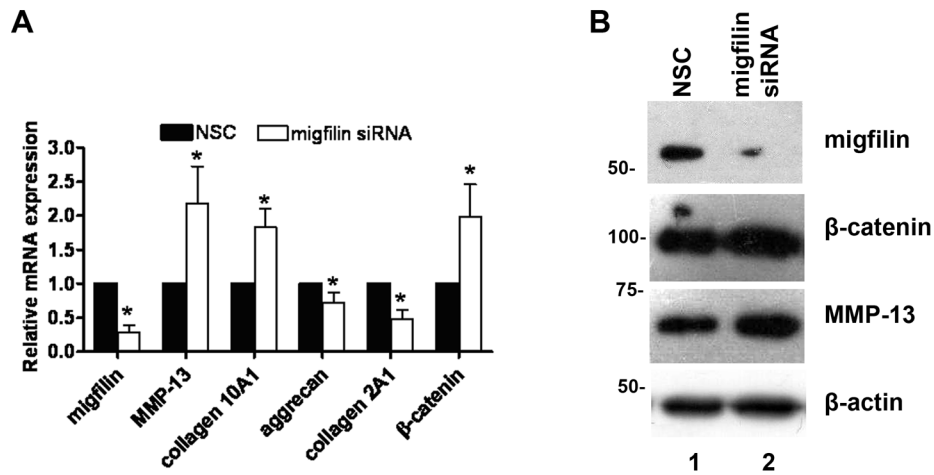 A
NSC
migfilin siRNA
Relative mRNA expression
3.0
2.5
2.0
1.5
1.0
0.5
0.0
*
*
*
*
*
*
migfilin
MMP-13
collagen 10A1
aggrecan
collagen 2A1
β-catenin
B
NSC
migfilin
siRNA
50-
migfilin
100-
β-catenin
75-
MMP-13
50-
β-actin
1 2